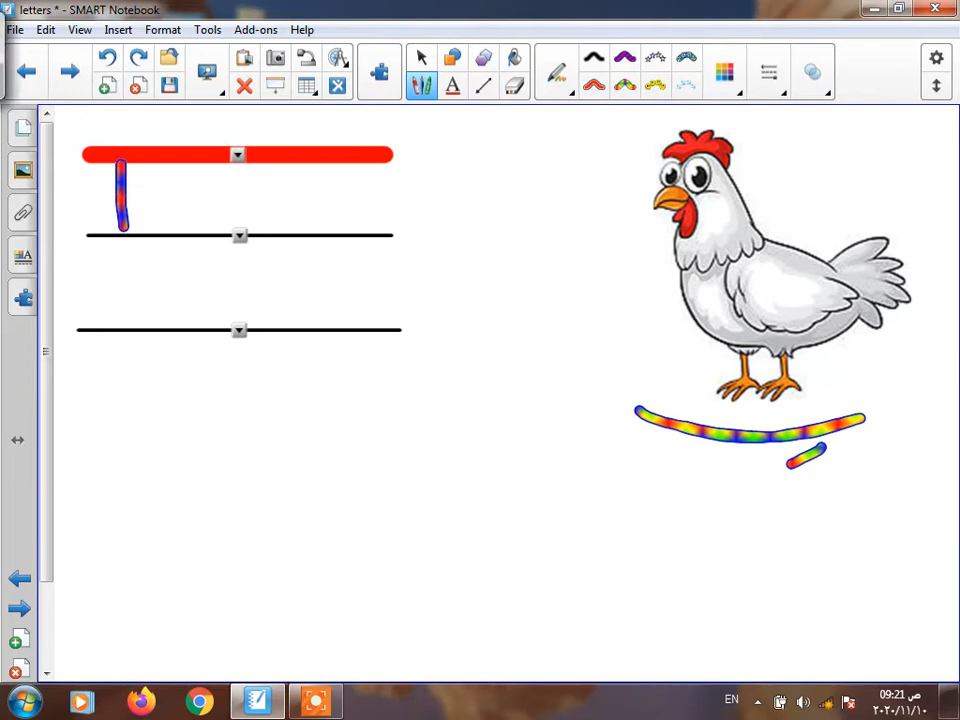 letters * - SMART Notebook
File Edit View Insert Format Tools Add-ons Help
EN
09:21 ص
٢٠٢٠/١١/١٠